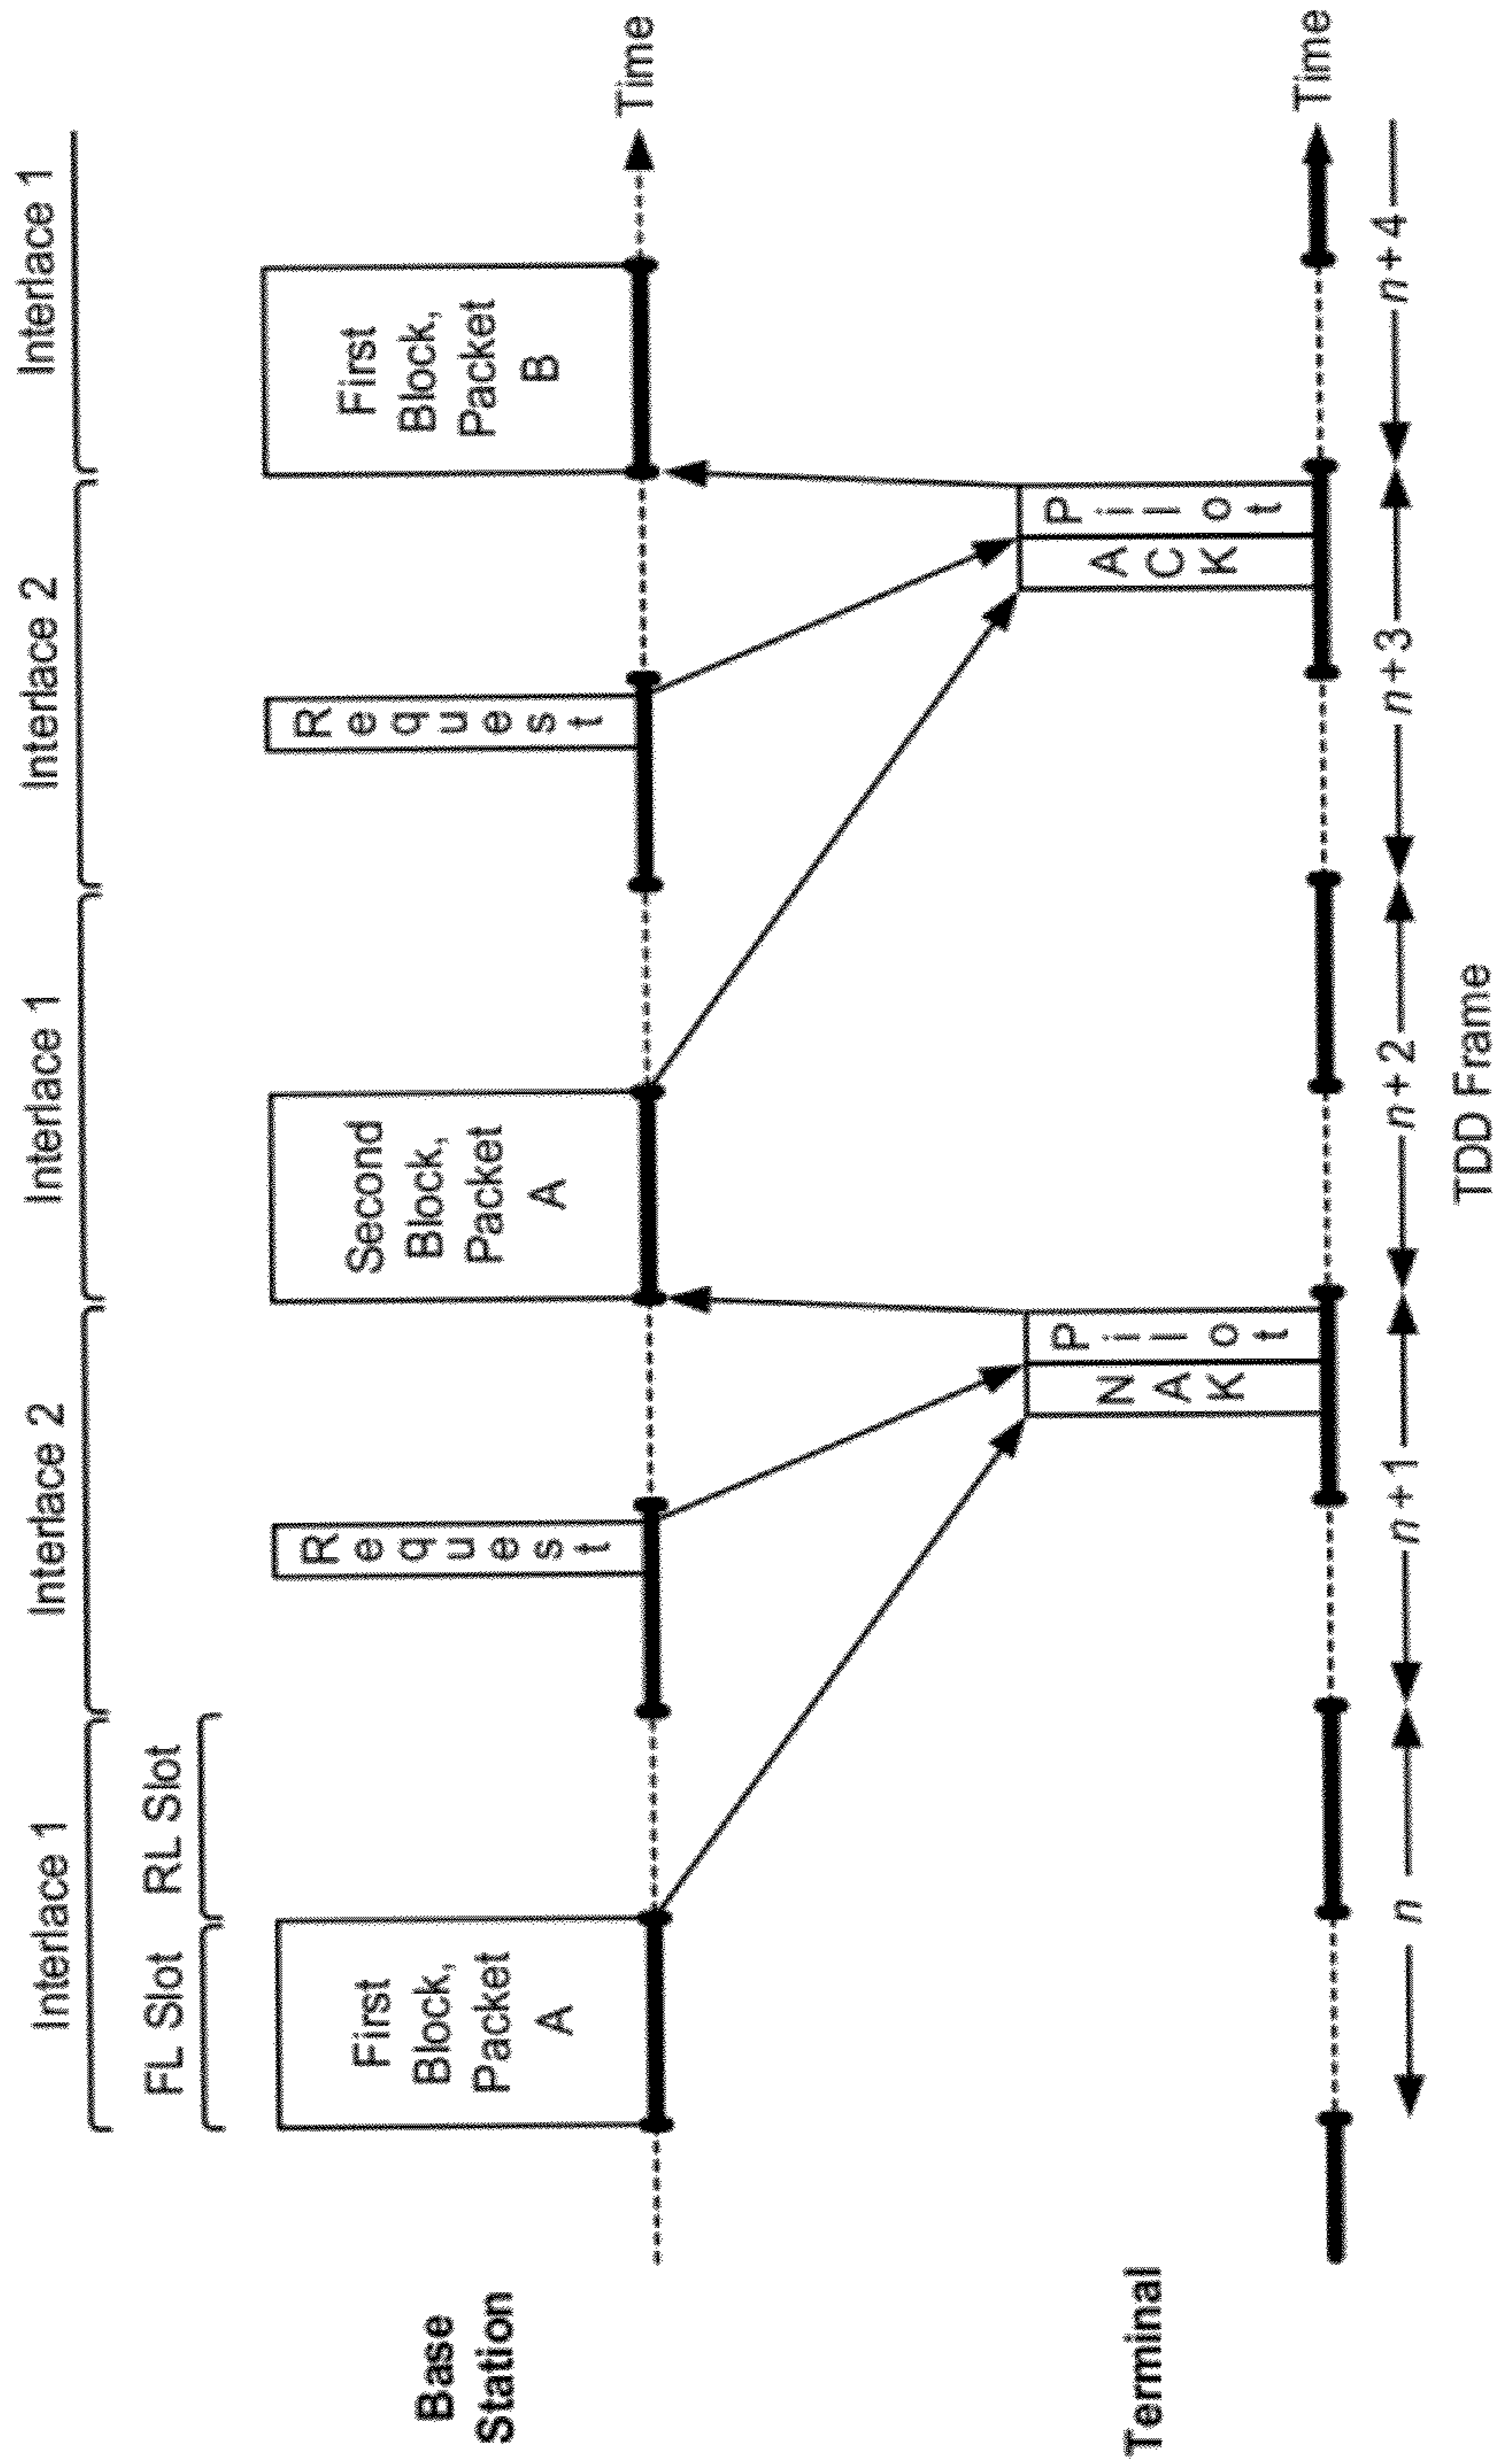 Interlace 1
Interlace 2
Interlace 1
Interlace 2
Interlace 1
FL Slot
RL Slot
First
Block,
Packet
A
Request
Second
Block,
Packet
A
Request
First
Block,
Packet
B
Base
Station
Time
NAK
Pilot
ACK
Pilot
Terminal
Time
n
n+1
n+2
n+3
n+4
TDD Frame